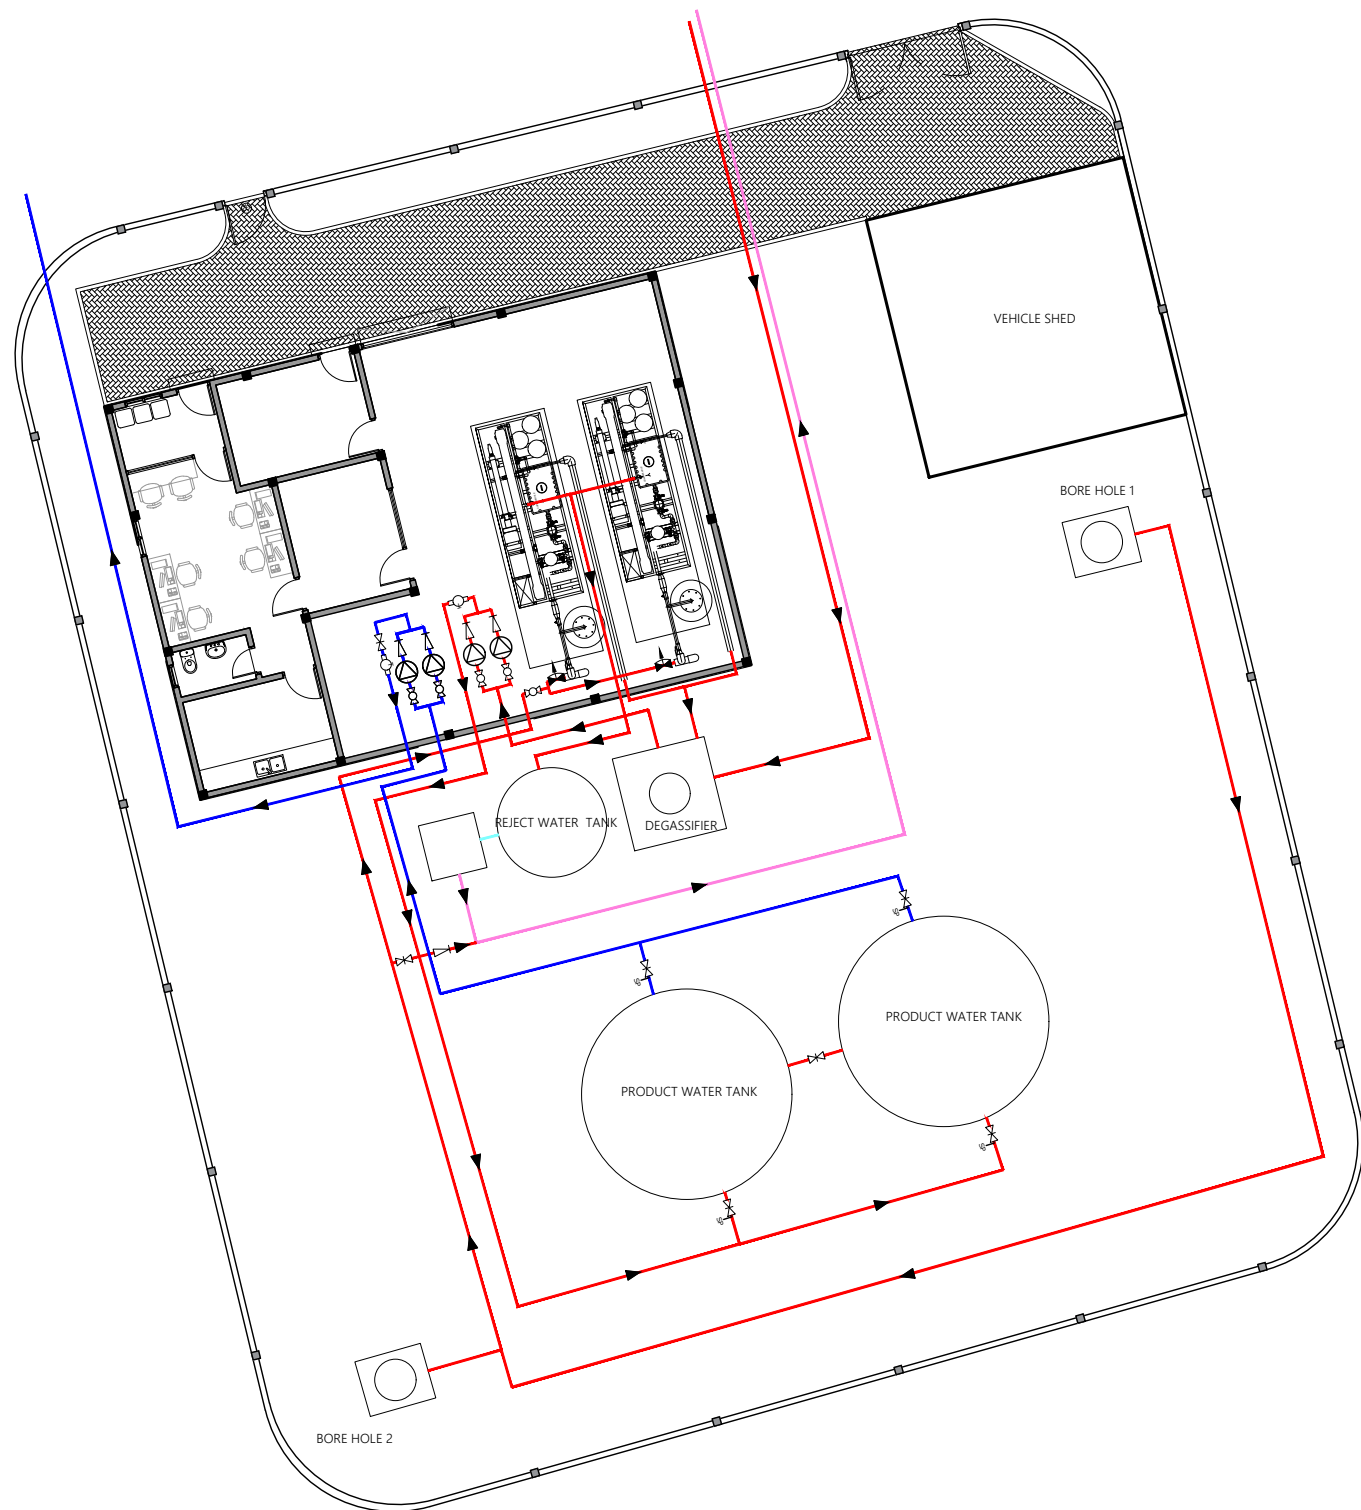 VEHICLE SHED
BORE HOLE 1
REJECT WATER TANK
DEGASSIFIER
PRODUCT WATER TANK
PRODUCT WATER TANK
BORE HOLE 2